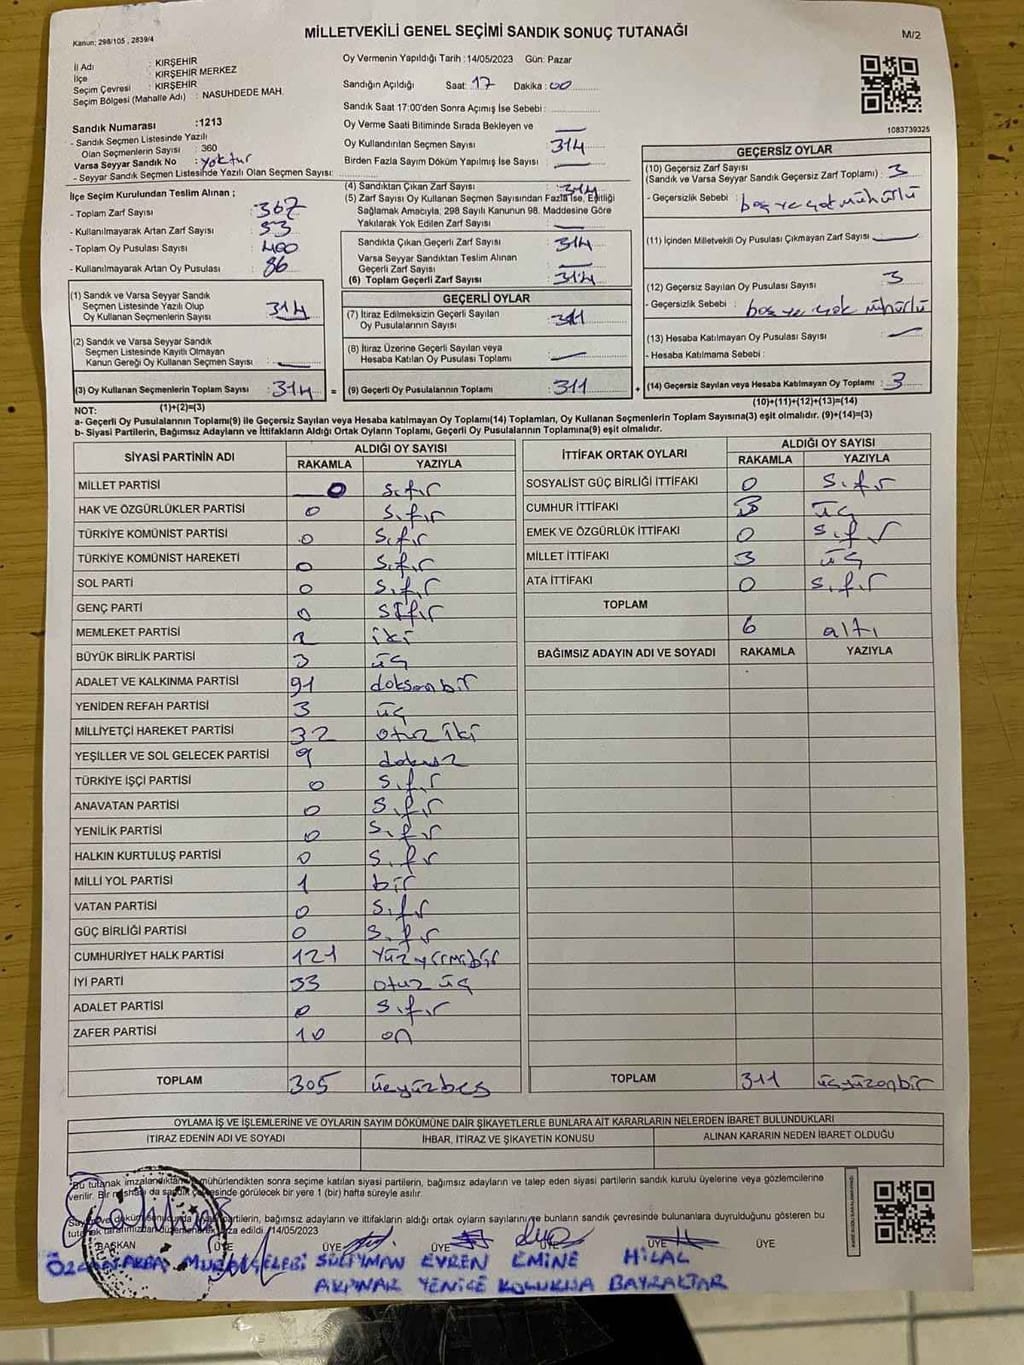 Kanun; 298/105 , 2839/4
MİLLETVEKİLİ GENEL SEÇİMİ SANDIK SONUÇ TUTANAĞI
M/2
İl Adı : KIRŞEHİR
İlçe : KIRŞEHİR MERKEZ
Seçim Çevresi : KIRŞEHİR
Seçim Bölgesi (Mahalle Adı) : NASUHDEDE MAH.
Sandık Numarası :1213
- Sandık Seçmen Listesinde Yazılı
Olan Seçmenlerin Sayısı : 360
Varsa Seyyar Sandık No : yoktur
- Seyyar Sandık Seçmen Listesinde Yazılı Olan Seçmen Sayısı:
Oy Vermenin Yapıldığı Tarih :14/05/2023 Gün: Pazar
Sandığın Açıldığı Saat: 17 Dakika: 00
Sandık Saat 17:00'den Sonra Açımış İse Sebebi :
Oy Verme Saati Bitiminde Sırada Bekleyen ve
Oy Kullandırılan Seçmen Sayısı : 314
Birden Fazla Sayım Döküm Yapılmış İse Sayısı :
1083739325
İlçe Seçim Kurulundan Teslim Alınan ;
- Toplam Zarf Sayısı : 367
- Kullanılmayarak Artan Zarf Sayısı : 53
- Toplam Oy Pusulası Sayısı : 400
- Kullanılmayarak Artan Oy Pusulası : 86
(1) Sandık ve Varsa Seyyar Sandık
Seçmen Listesinde Yazılı Olup
Oy Kullanan Seçmenlerin Sayısı : 314
(2) Sandık ve Varsa Seyyar Sandık
Seçmen Listesinde Kayıtlı Olmayan
Kanun Gereği Oy Kullanan Seçmen Sayısı :
(3) Oy Kullanan Seçmenlerin Toplam Sayısı : 314 =
(1)+(2)=(3)
(4) Sandıktan Çıkan Zarf Sayısı : 314
(5) Zarf Sayısı Oy Kullanan Seçmen Sayısından Fazla İse, Eşitliği
Sağlamak Amacıyla, 298 Sayılı Kanunun 98. Maddesine Göre
Yakılarak Yok Edilen Zarf Sayısı :
Sandıkta Çıkan Geçerli Zarf Sayısı : 314
Varsa Seyyar Sandıktan Teslim Alınan
Geçerli Zarf Sayısı :
(6) Toplam Geçerli Zarf Sayısı : 314
GEÇERLİ OYLAR
(7) İtiraz Edilmeksizin Geçerli Sayılan
Oy Pusulalarının Sayısı : 311
(8) İtiraz Üzerine Geçerli Sayılan veya
Hesaba Katılan Oy Pusulası Toplamı :
(9) Geçerli Oy Pusulalarının Toplamı : 311 +
GEÇERSİZ OYLAR
(10) Geçersiz Zarf Sayısı
(Sandık ve Varsa Seyyar Sandık Geçersiz Zarf Toplamı) : 3
- Geçersizlik Sebebi : boş ve çok mühürlü
(11) İçinden Milletvekili Oy Pusulası Çıkmayan Zarf Sayısı :
(12) Geçersiz Sayılan Oy Pusulası Sayısı : 3
- Geçersizlik Sebebi : boş ve çok mühürlü
(13) Hesaba Katılmayan Oy Pusulası Sayısı :
- Hesaba Katılmama Sebebi :
(14) Geçersiz Sayılan veya Hesaba Katılmayan Oy Toplamı : 3
(10)+(11)+(12)+(13)=(14)
NOT:
a- Geçerli Oy Pusulasının Toplamı(9) ile Geçersiz Sayılan veya Hesaba katılmayan Oy Toplamı(14) Toplamları, Oy Kullanan Seçmenlerin Toplam Sayısına(3) eşit olmalıdır. (9)+(14)=(3)
b- Siyasi Partilerin, Bağımsız Adayların ve İttifakların Aldığı Ortak Oyların Toplamı, Geçerli Oy Pusulalarının Toplamına(9) eşit olmalıdır.
SİYASİ PARTİNİN ADI ALDIĞI OY SAYISI
RAKAMLA YAZIYLA
MİLLET PARTİSİ 0 sıfır
HAK VE ÖZGÜRLÜKLER PARTİSİ 0 sıfır
TÜRKİYE KOMÜNİST PARTİSİ 0 sıfır
TÜRKİYE KOMÜNİST HAREKETİ 0 sıfır
SOL PARTİ 0 sıfır
GENÇ PARTİ 0 sıfır
MEMLEKET PARTİSİ 2 iki
BÜYÜK BİRLİK PARTİSİ 3 üç
ADALET VE KALKINMA PARTİSİ 91 doksanbir
YENİDEN REFAH PARTİSİ 3 üç
MİLLİYETÇİ HAREKET PARTİSİ 32 otuz iki
YEŞİLLER VE SOL GELECEK PARTİSİ 9 dokuz
TÜRKİYE İŞÇİ PARTİSİ 0 sıfır
ANAVATAN PARTİSİ 0 sıfır
YENİLİK PARTİSİ 0 sıfır
HALKIN KURTULUŞ PARTİSİ 0 sıfır
MİLLİ YOL PARTİSİ 1 bir
VATAN PARTİSİ 0 sıfır
GÜÇ BİRLİĞİ PARTİSİ 0 sıfır
CUMHURİYET HALK PARTİSİ 121 yüzyirmibir
İYİ PARTİ 33 otuz üç
ADALET PARTİSİ 0 sıfır
ZAFER PARTİSİ 10 on
TOPLAM 305 üçyüzbeş
İTTİFAK ORTAK OYLARI ALDIĞI OY SAYISI
RAKAMLA YAZIYLA
SOSYALİST GÜÇ BİRLİĞİ İTTİFAKI 0 sıfır
CUMHUR İTTİFAKI 3 üç
EMEK VE ÖZGÜRLÜK İTTİFAKI 0 sıfır
MİLLET İTTİFAKI 3 üç
ATA İTTİFAKI 0 sıfır
TOPLAM
6 altı
BAĞIMSIZ ADAYIN ADI VE SOYADI RAKAMLA YAZIYLA
TOPLAM 311 üçyüzonbir
OYLAMA İŞ VE İŞLEMLERİNE VE OYLARIN SAYIM DÖKÜMÜNE DAİR ŞİKAYETLERLE BUNLARA AİT KARARLARIN NELERDEN İBARET BULUNDUKLARI
İTİRAZ EDENİN ADI VE SOYADI İHBAR, İTİRAZ VE ŞİKAYETİN KONUSU ALINAN KARARIN NEDEN İBARET OLDUĞU
Bu tutanak imzalandıktan mühürlendikten sonra seçime katılan siyasi partilerin, bağımsız adayların ve talep eden siyasi partilerin sandık kurulu üyelerine veya gözlemcilerine
verilir. Bir nüshası da sandık çevresinde görülecek bir yere 1 (bir) hafta süreyle asılır.
Sayım ve döküm sonucunda partilerin, bağımsız adayların ve ittifakların aldığı ortak oyların sayılarının ve bunların sandık çevresinde bulunanlara duyrulduğunu gösteren bu
tutanak tarafımızdan düzenlenerek imza edildi. 14/05/2023
BAŞKAN ÜYE ÜYE ÜYE ÜYE ÜYE ÜYE
SÜLEYMAN EVREN EMİNE HİLAL
AKPINAR YENİCE BAYRAKTAR